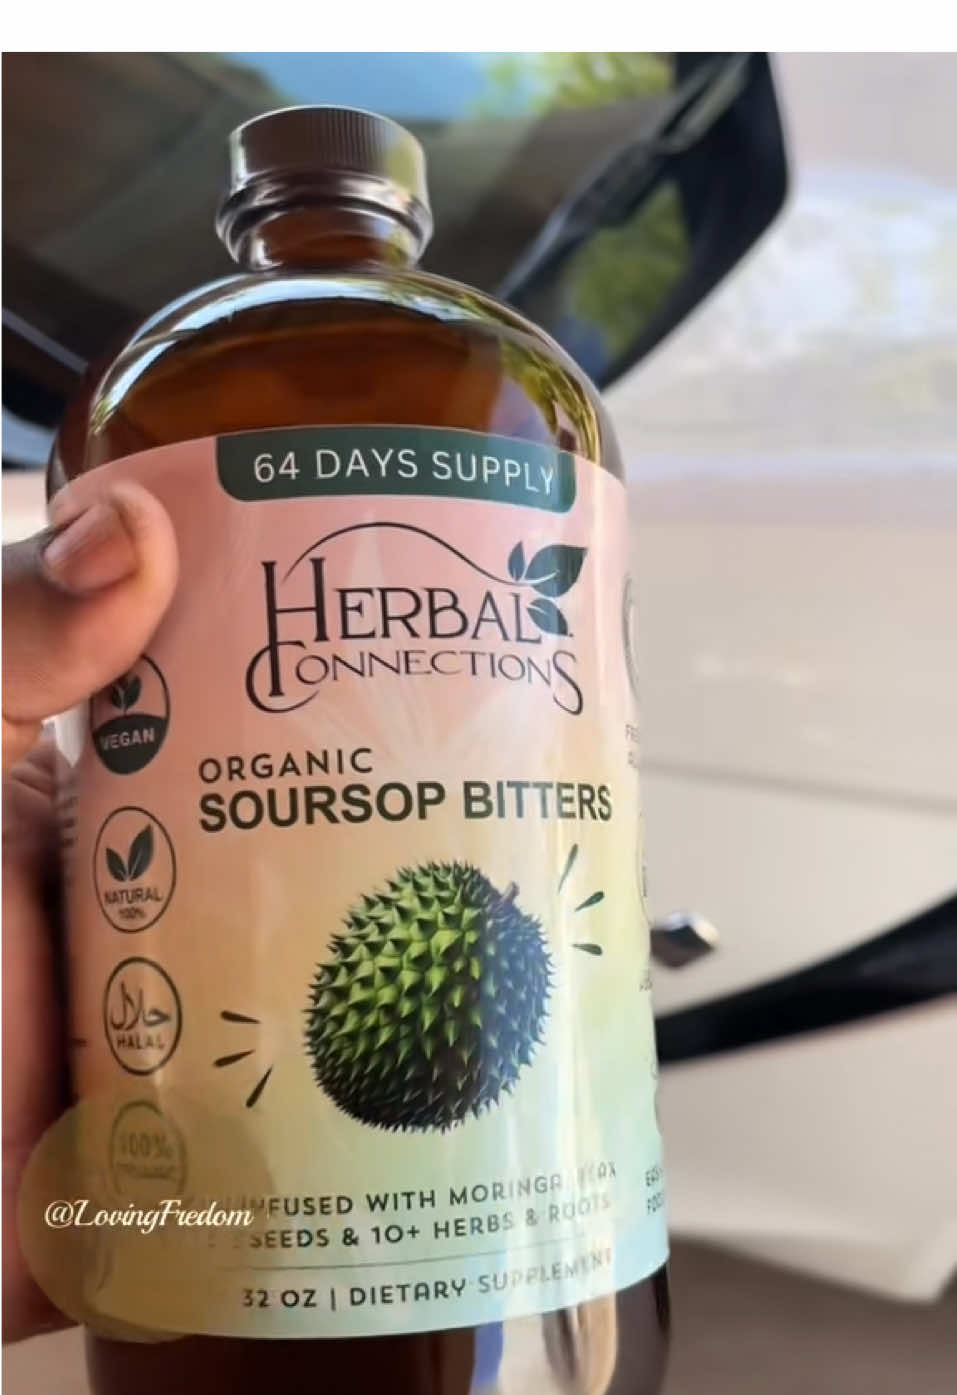 64 DAYS SUPPLY
HERBAL
CONNECTIONS
VEGAN
ORGANIC
SOURSOP BITTERS
NATURAL
100%
حلال
HALAL
100%
INFUSED WITH MORINGA
SEEDS & 10+ HERBS & ROOTS
32 OZ | DIETARY SUPPLEMENT
@LovingFredom